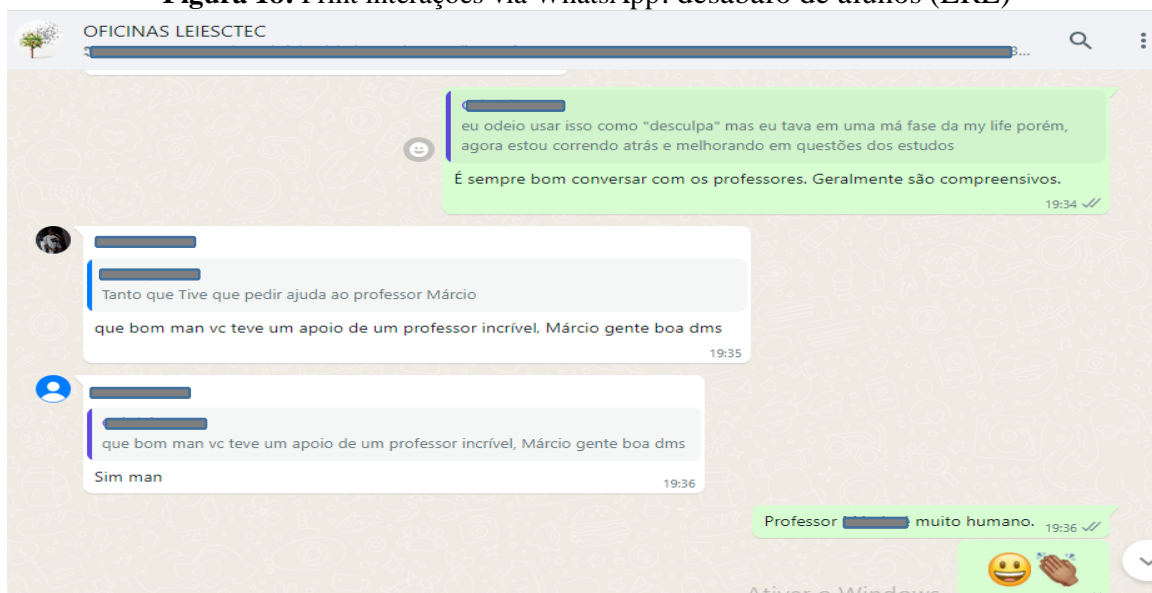 Figura 18: Print interações via WhatsApp: desabafo de alunos (ERE)
OFICINAS LEIESCTEC
eu odeio usar isso como "desculpa" mas eu tava em uma má fase da my life porém,
agora estou correndo atrás e melhorando em questões dos estudos
É sempre bom conversar com os professores. Geralmente são compreensivos.
19:34
Tanto que Tive que pedir ajuda ao professor Márcio
que bom man vc teve um apoio de um professor incrível, Márcio gente boa dms
19:35
que bom man vc teve um apoio de um professor incrível, Márcio gente boa dms
Sim man
19:36
Professor muito humano. 19:36
Ativar o Windows